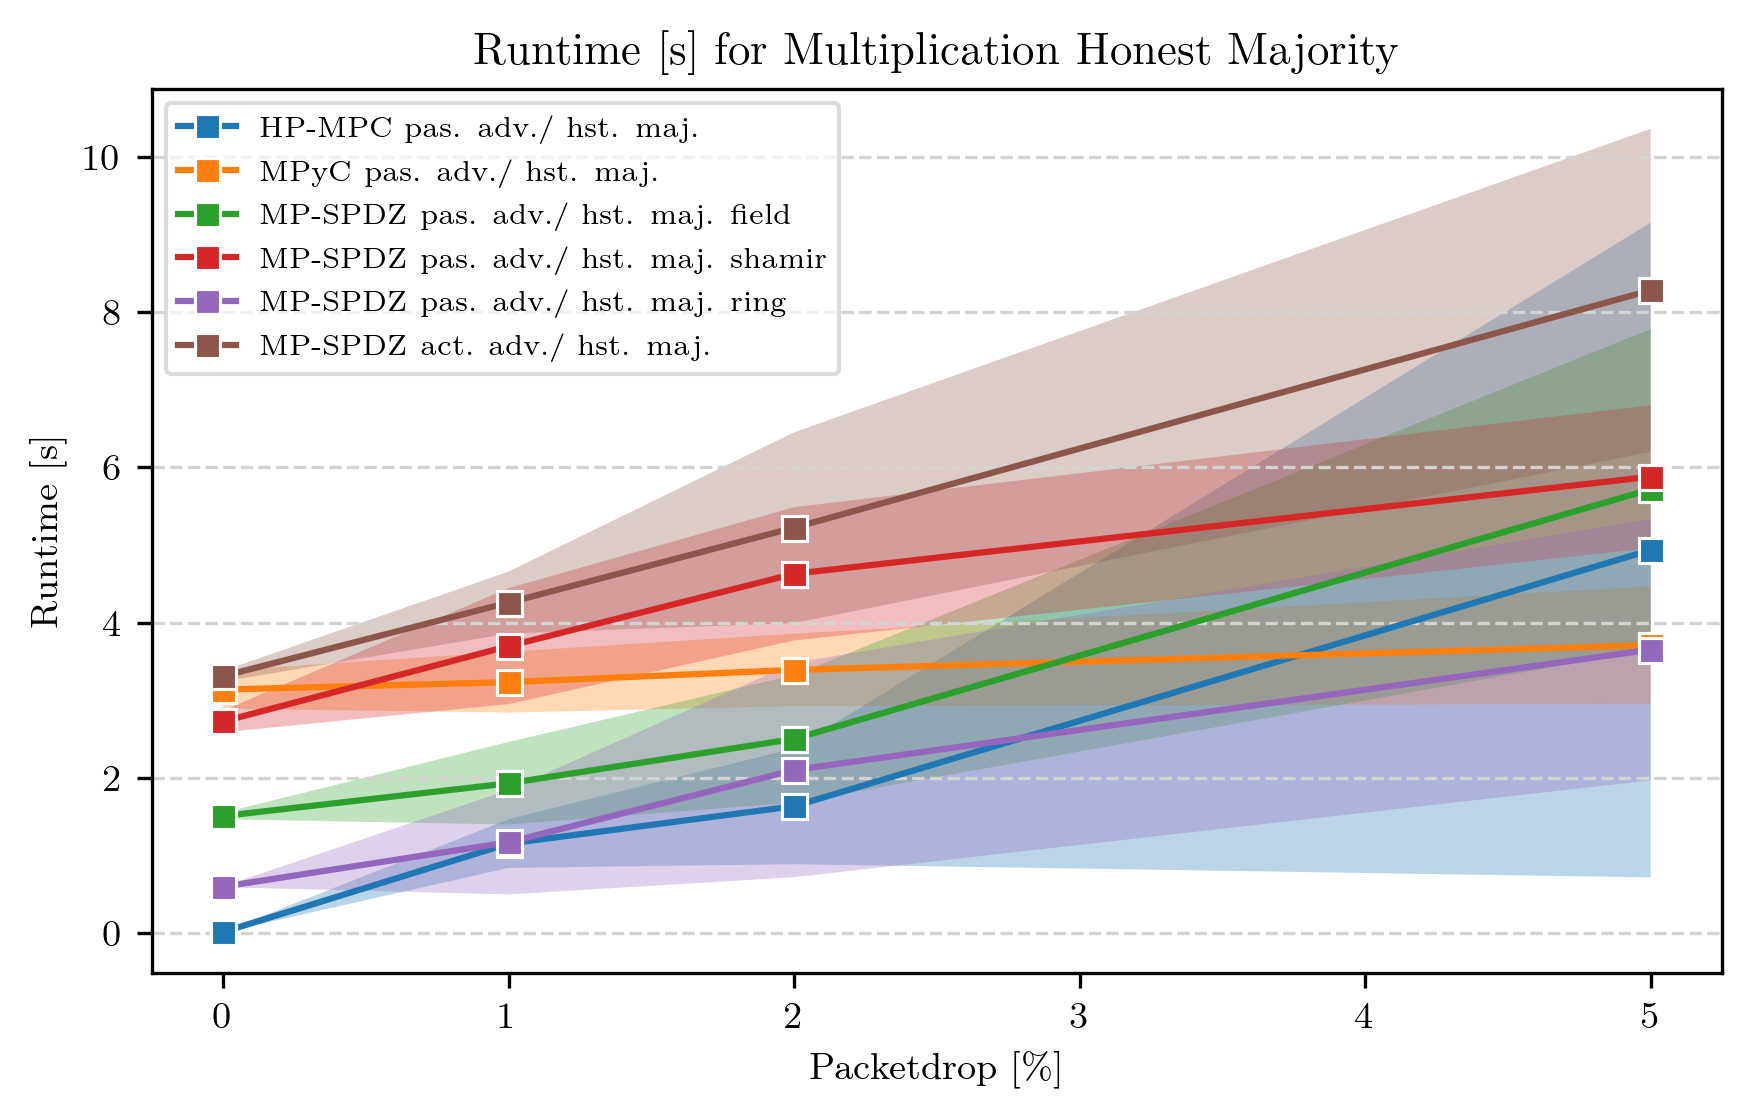 Runtime [s] for Multiplication Honest Majority
HP-MPC pas. adv./ hst. maj.
MPyC pas. adv./ hst. maj.
MP-SPDZ pas. adv./ hst. maj. field
MP-SPDZ pas. adv./ hst. maj. shamir
MP-SPDZ pas. adv./ hst. maj. ring
MP-SPDZ act. adv./ hst. maj.
10
8
6
4
2
0
Runtime [s]
0 1 2 3 4 5
Packetdrop [%]